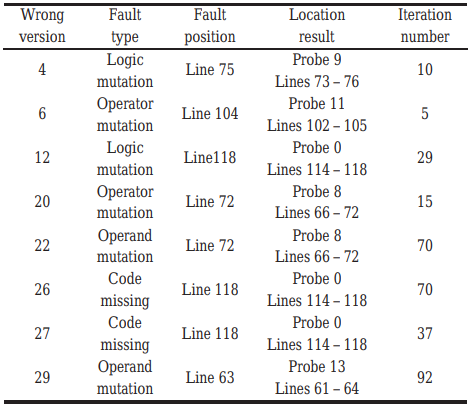 Wrong Fault Fault Location Iteration
version type position result number
4 Logic mutation Line 75 Probe 9 Lines 73 – 76 10
6 Operator mutation Line 104 Probe 11 Lines 102 – 105 5
12 Logic mutation Line118 Probe 0 Lines 114 – 118 29
20 Operator mutation Line 72 Probe 8 Lines 66 – 72 15
22 Operand mutation Line 72 Probe 8 Lines 66 – 72 70
26 Code missing Line 118 Probe 0 Lines 114 – 118 70
27 Code missing Line 118 Probe 0 Lines 114 – 118 37
29 Operand mutation Line 63 Probe 13 Lines 61 – 64 92